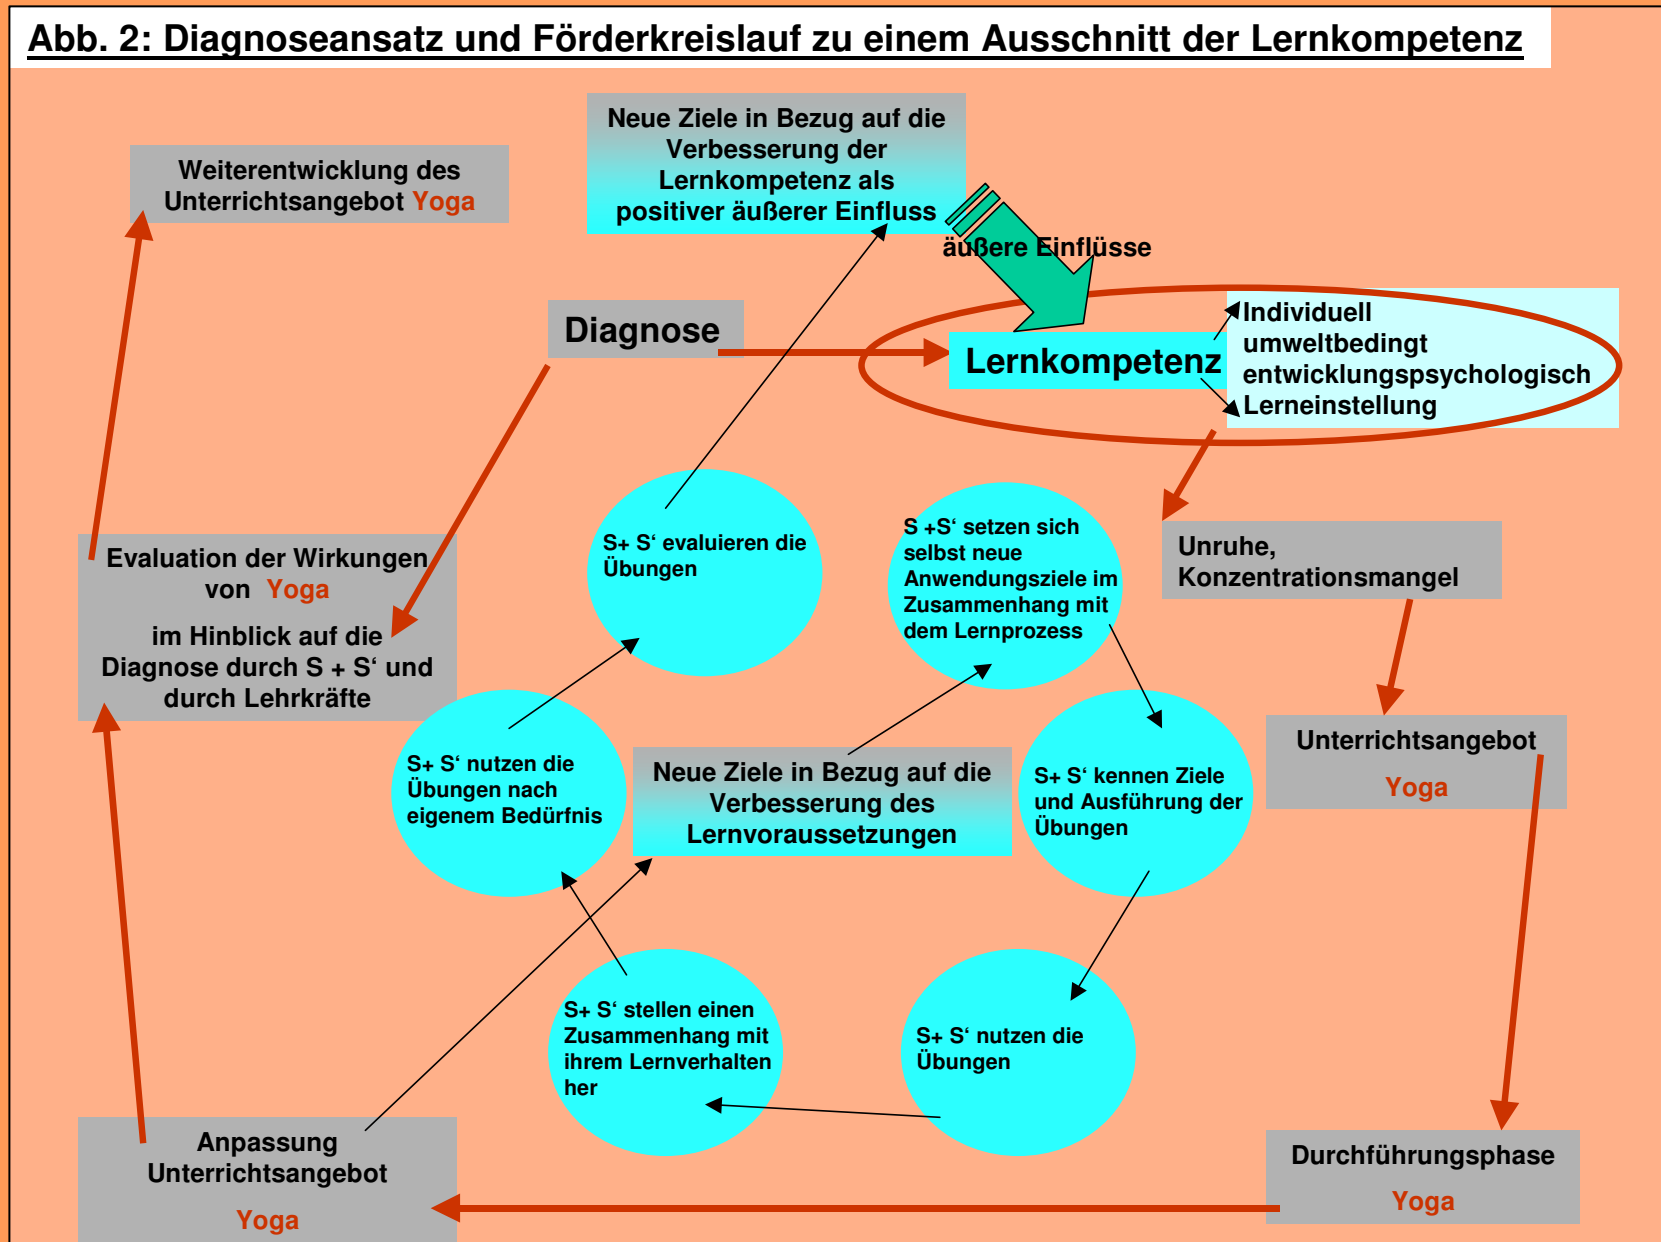 Abb. 2: Diagnoseansatz und Förderkreislauf zu einem Ausschnitt der Lernkompetenz
Neue Ziele in Bezug auf die
Verbesserung der
Lernkompetenz als
positiver äußerer Einfluss
Weiterentwicklung des
Unterrichtsangebot Yoga
äußere Einflüsse
Diagnose
Lernkompetenz
Individuell
umweltbedingt
entwicklungspsychologisch
Lerneinstellung
S+ S‘ evaluieren die
Übungen
S +S‘ setzen sich
selbst neue
Anwendungsziele im
Zusammenhang mit
dem Lernprozess
Unruhe,
Konzentrationsmangel
Evaluation der Wirkungen
von Yoga
im Hinblick auf die
Diagnose durch S + S‘ und
durch Lehrkräfte
S+ S‘ nutzen die
Übungen nach
eigenem Bedürfnis
Neue Ziele in Bezug auf die
Verbesserung des
Lernvoraussetzungen
S+ S‘ kennen Ziele
und Ausführung der
Übungen
Unterrichtsangebot
Yoga
S+ S‘ stellen einen
Zusammenhang mit
ihrem Lernverhalten
her
S+ S‘ nutzen die
Übungen
Anpassung
Unterrichtsangebot
Yoga
Durchführungsphase
Yoga